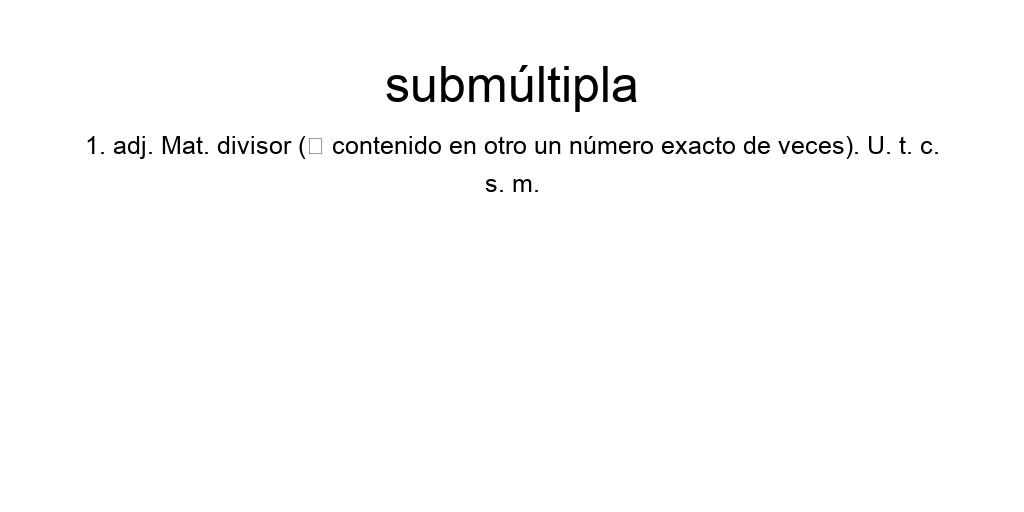 submúltipla
1. adj. Mat. divisor (▯ contenido en otro un número exacto de veces). U. t. c.
s. m.